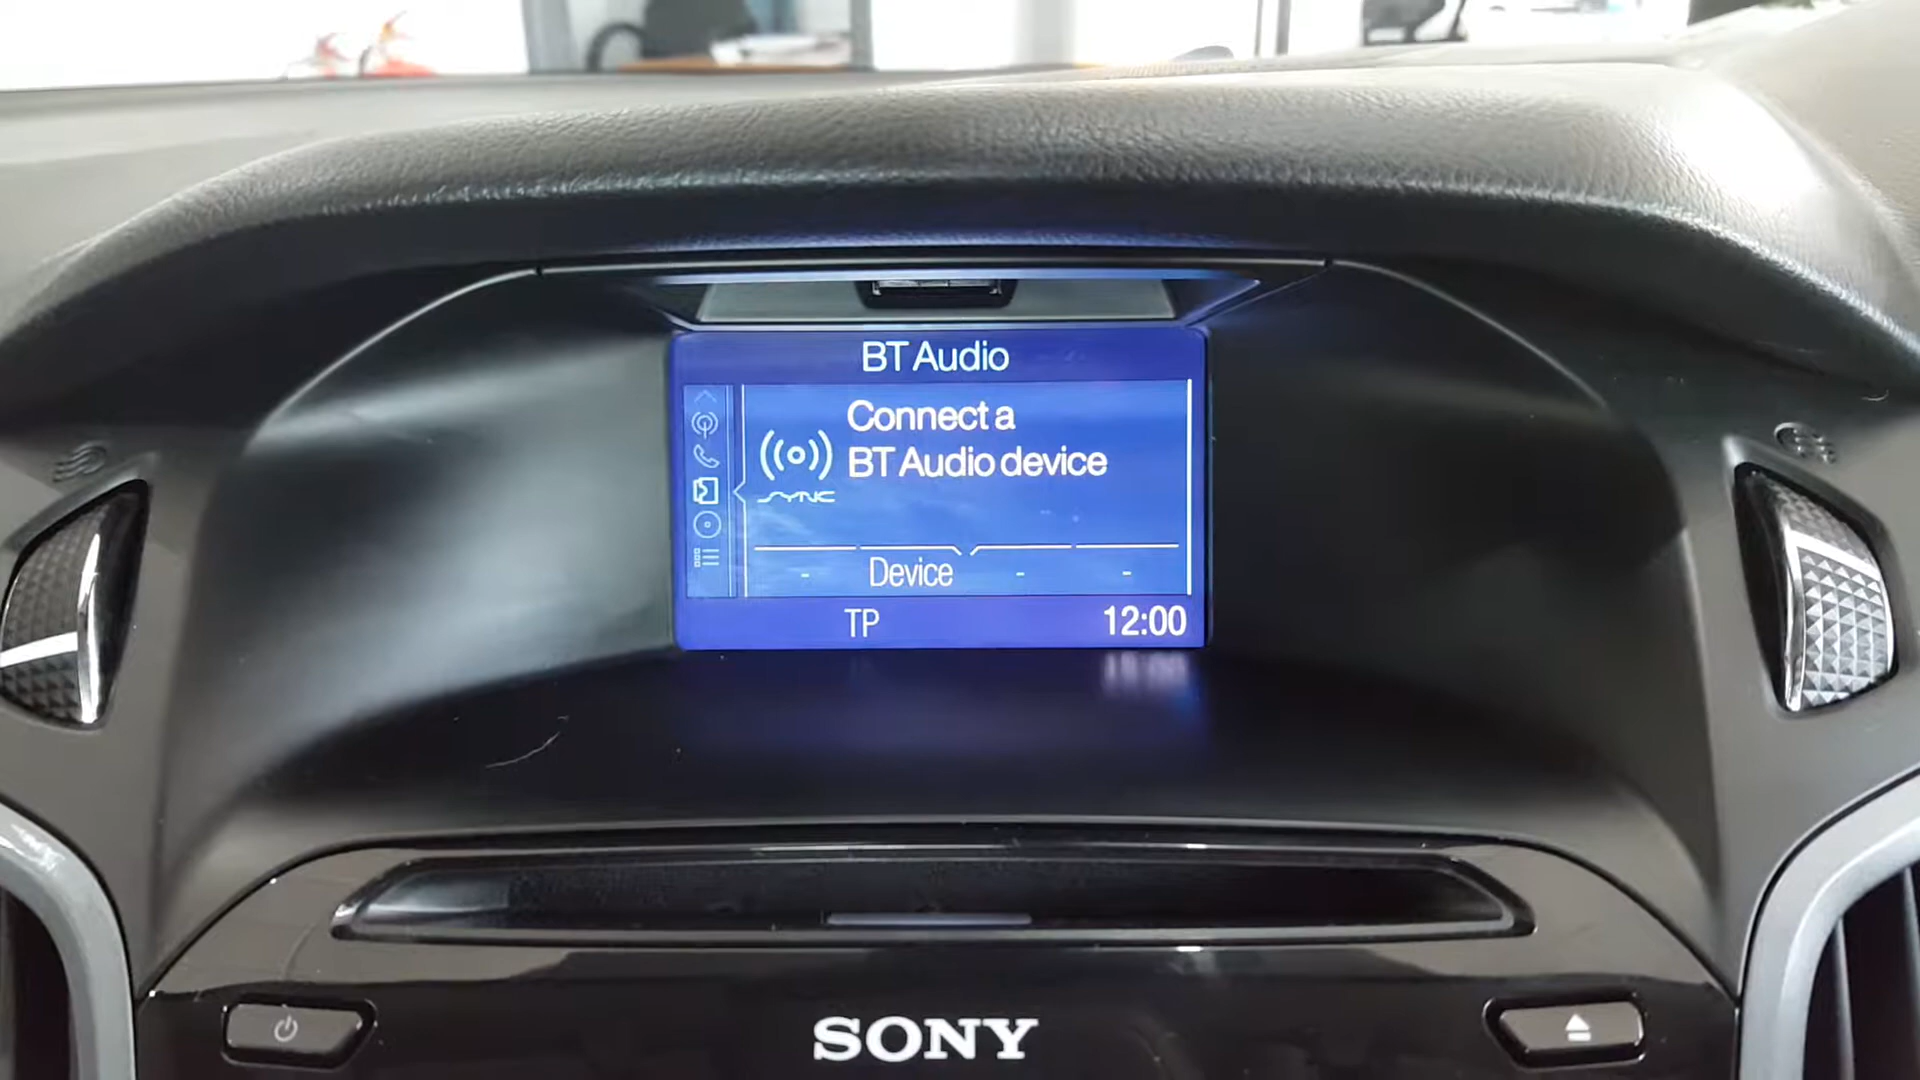 BT Audio
Connect a
BT Audio device
SYNC
- Device - -
TP 12:00
SONY